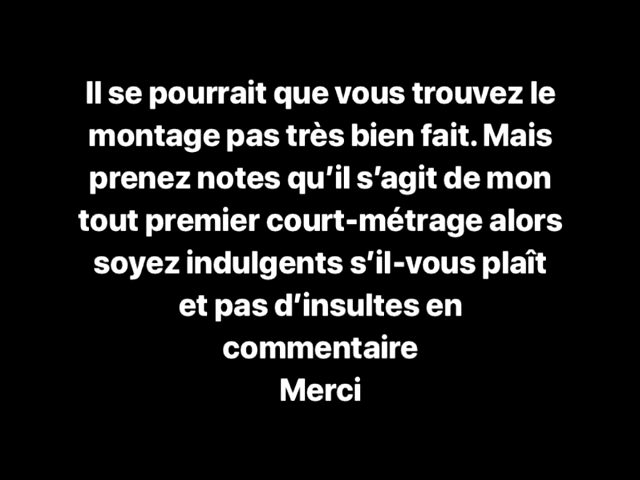 Il se pourrait que vous trouvez le
montage pas très bien fait. Mais
prenez notes qu’il s’agit de mon
tout premier court-métrage alors
soyez indulgents s’il-vous plaît
et pas d’insultes en
commentaire
Merci